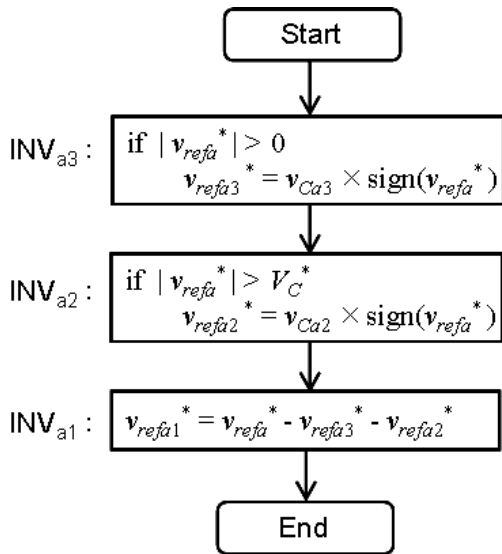 Start
INVa3 : if | vrefa* | > 0
vrefa3* = vCa3 × sign(vrefa*)
INVa2 : if | vrefa* | > VC*
vrefa2* = vCa2 × sign(vrefa*)
INVa1 : vrefa1* = vrefa* - vrefa3* - vrefa2*
End